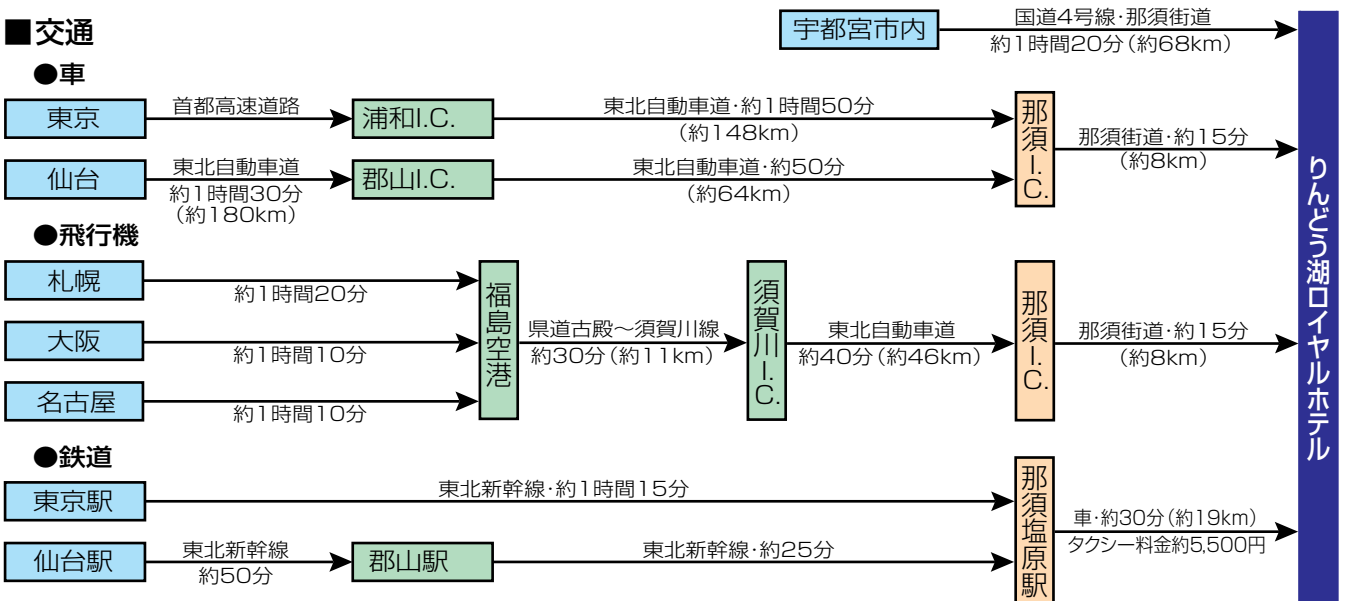 ■交通
宇都宮市内
国道4号線・那須街道
約1時間20分(約68km)
●車
東京
首都高速道路
浦和I.C.
東北自動車道・約1時間50分
(約148km)
仙台
東北自動車道
約1時間30分
(約180km)
郡山I.C.
東北自動車道・約50分
(約64km)
那須I.C.
那須街道・約15分
(約8km)
●飛行機
札幌
約1時間20分
大阪
約1時間10分
名古屋
約1時間10分
福島空港
県道古殿〜須賀川線
約30分(約11km)
須賀川I.C.
東北自動車道
約40分(約46km)
那須I.C.
那須街道・約15分
(約8km)
●鉄道
東京駅
東北新幹線・約1時間15分
仙台駅
東北新幹線
約50分
郡山駅
東北新幹線・約25分
那須塩原駅
車・約30分(約19km)
タクシー料金約5,500円
りんどう湖ロイヤルホテル